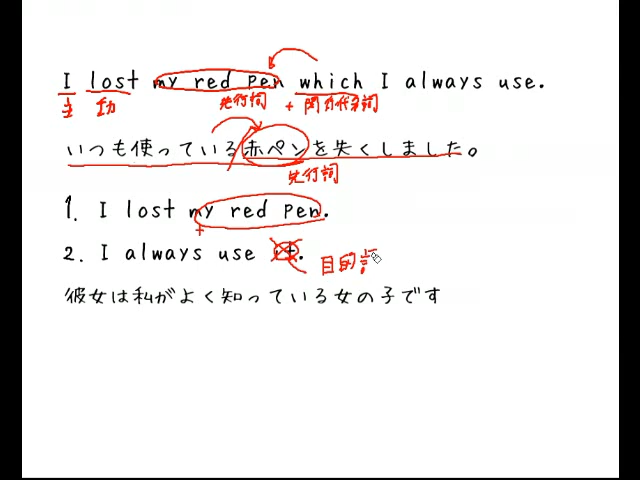 I lost my red pen which I always use.
主 動 先行詞 + 関係代名詞
いつも使っている赤ペンを失くしました。
先行詞
1. I lost my red pen.
+
2. I always use it. 目的
彼女は私がよく知っている女の子です